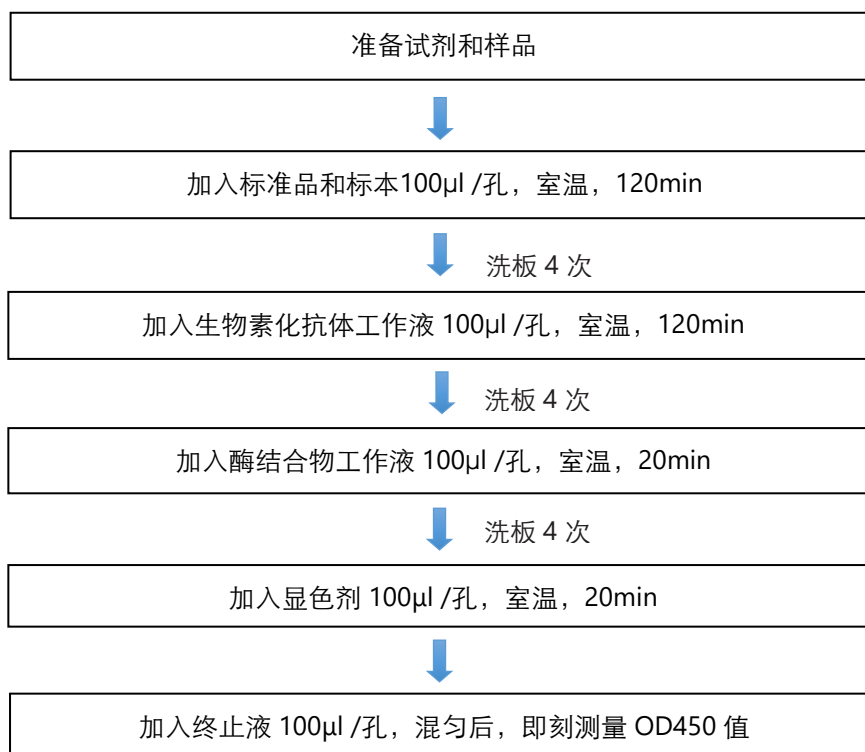 准备试剂和样品
加入标准品和标本100μl /孔，室温，120min
洗板 4 次
加入生物素化抗体工作液 100μl /孔，室温，120min
洗板 4 次
加入酶结合物工作液 100μl /孔，室温，20min
洗板 4 次
加入显色剂 100μl /孔，室温，20min
加入终止液 100μl /孔，混匀后，即刻测量 OD450 值